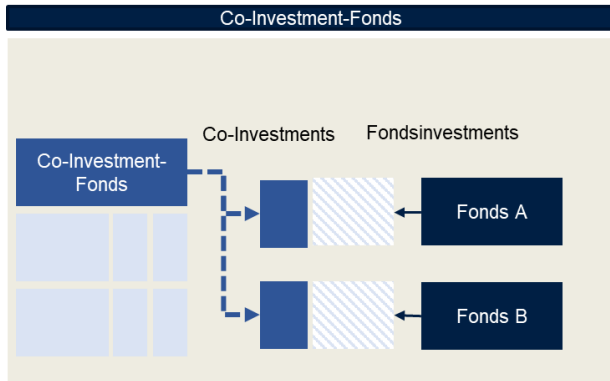 Co-Investment-Fonds
Co-Investments
Fondsinvestments
Co-Investment-
Fonds
Fonds A
Fonds B